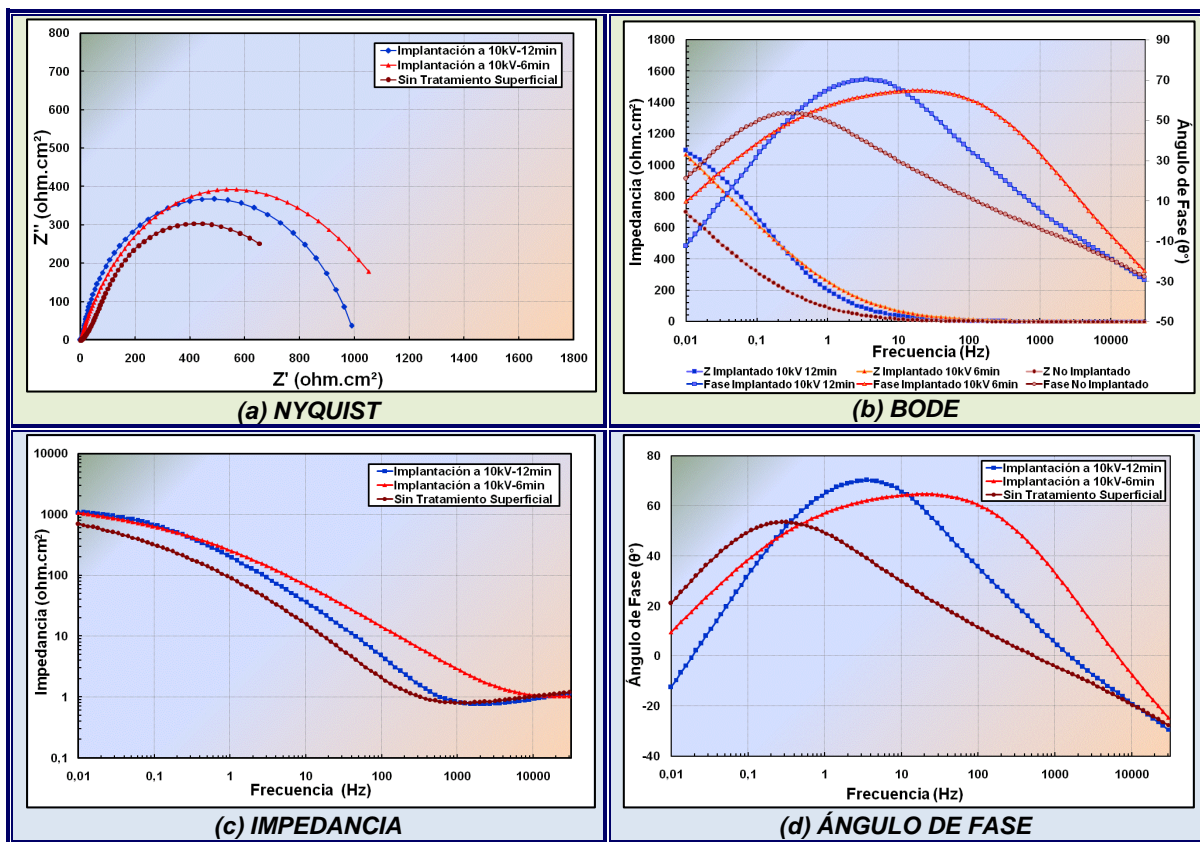 800
700
600
500
400
300
200
100
0
Z'' (ohm.cm²)
Implantación a 10kV-12min
Implantación a 10kV-6min
Sin Tratamiento Superficial
0 200 400 600 800 1000 1200 1400 1600 1800
Z' (ohm.cm²)
(a) NYQUIST
1800
1600
1400
1200
1000
800
600
400
200
0
Impedancia (ohm.cm²)
90
70
50
30
10
-10
-30
-50
Ángulo de Fase (θ°)
0,01 0,1 1 10 100 1000 10000
Frecuencia (Hz)
Z Implantado 10kV 12min Z Implantado 10kV 6min Z No Implantado
Fase Implantado 10kV 12min Fase Implantado 10kV 6min Fase No Implantado
(b) BODE
10000
1000
100
10
1
0,1
Impedancia (ohm.cm²)
Implantación a 10kV-12min
Implantación a 10kV-6min
Sin Tratamiento Superficial
0,01 0,1 1 10 100 1000 10000
Frecuencia (Hz)
(c) IMPEDANCIA
80
60
40
20
0
-20
-40
Ángulo de Fase (θ°)
Implantación a 10kV-12min
Implantación a 10kV-6min
Sin Tratamiento Superficial
0,01 0,1 1 10 100 1000 10000
Frecuencia (Hz)
(d) ÁNGULO DE FASE